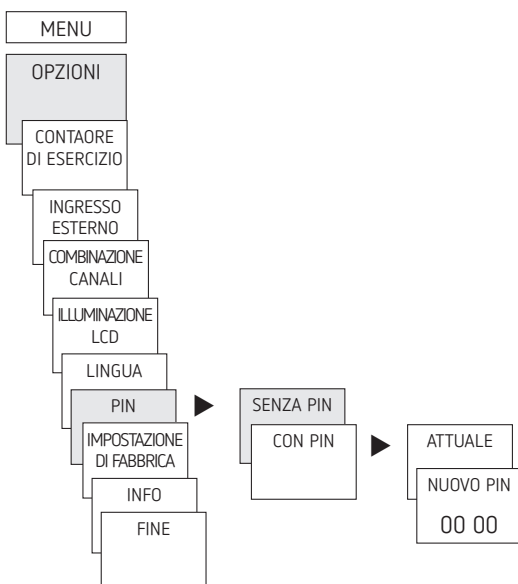 MENU
OPZIONI
CONTAORE
DI ESERCIZIO
INGRESSO
ESTERNO
COMBINAZIONE
CANALI
ILLUMINAZIONE
LCD
LINGUA
PIN
IMPOSTAZIONE
DI FABBRICA
INFO
FINE
SENZA PIN
CON PIN
ATTUALE
NUOVO PIN
00 00